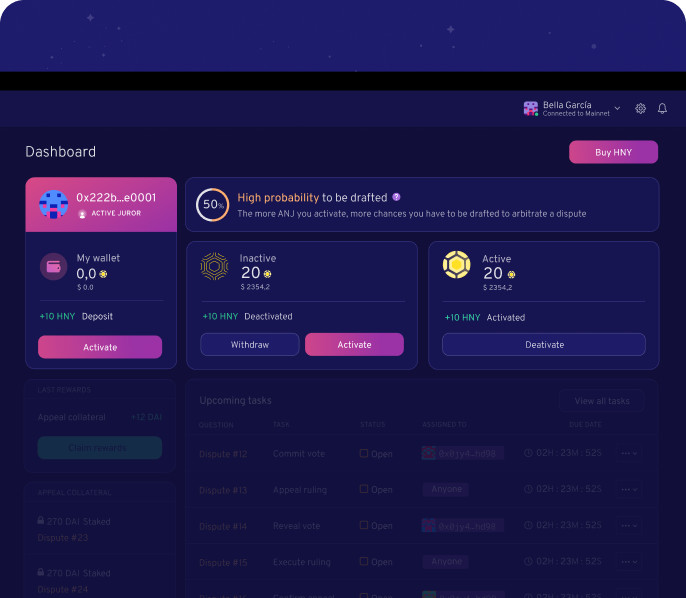 Bella García
Connected to Mainnet
Dashboard
Buy HNY
0x222b...e0001
ACTIVE JUROR
50%
High probability to be drafted ?
The more ANJ you activate, more chances you have to be drafted to arbitrate a dispute
My wallet
0,0
$ 0.0
+10 HNY Deposit
Activate
Inactive
20
$ 2354,2
+10 HNY Deactivated
Withdraw
Activate
Active
20
$ 2354,2
+10 HNY Activated
Deativate
LAST REWARDS
Appeal collateral +12 DAI
Claim rewards
APPEAL COLLATERAL
270 DAI Staked
Dispute #23
270 DAI Staked
Dispute #24
Upcoming tasks
View all tasks
QUESTION TASK STATUS ASSIGNED TO DUE DATE
Dispute #12 Commit vote Open 0x8jy4…hd98 02H : 23M : 52S
Dispute #13 Appeal ruling Open Anyone 02H : 23M : 52S
Dispute #14 Reveal vote Open 0x8jy4…hd98 02H : 23M : 52S
Dispute #15 Execute ruling Open Anyone 02H : 23M : 52S